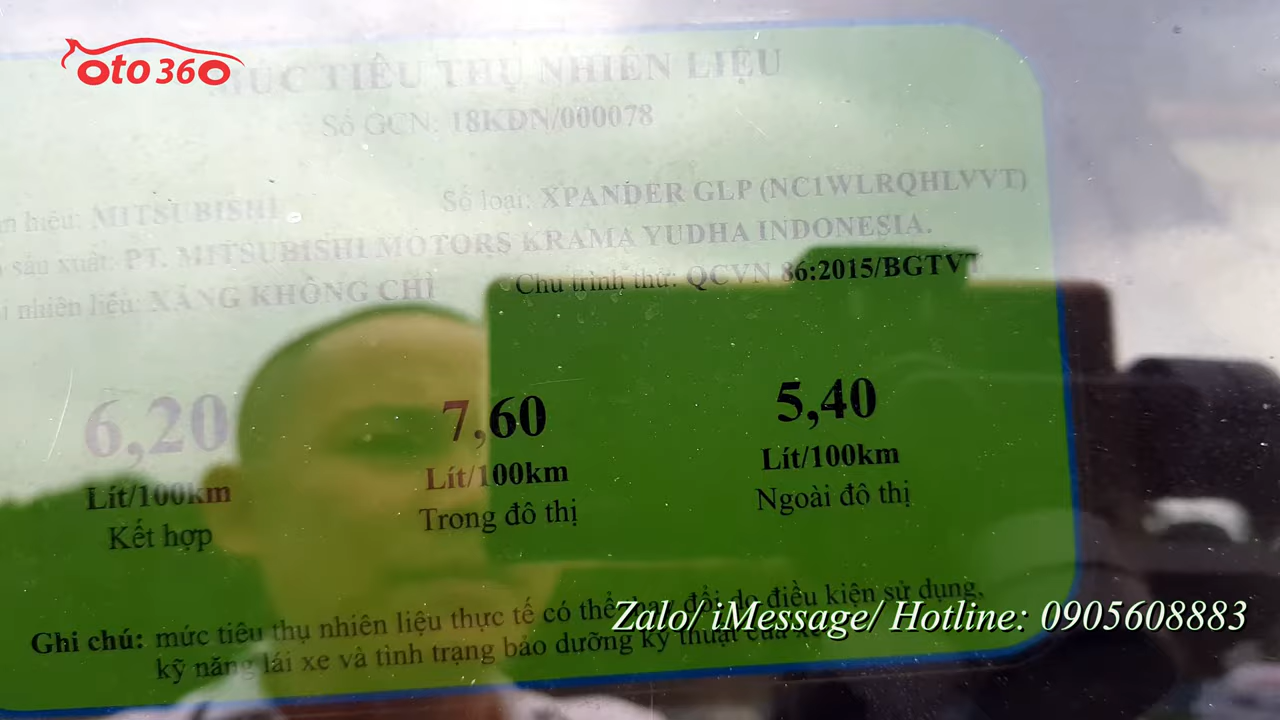 oto 360
MỨC TIÊU THỤ NHIÊN LIỆU
Số GCN: 18KDN/000078
hiệu: MITSUBISHI Số loại: XPANDER GLP (NC1WLRQHLVVT)
sản xuất: PT. MITSUBISHI MOTORS KRAMA YUDHA INDONESIA.
nhiên liệu: XĂNG KHÔNG CHÌ Chu trình thử: QCVN 86:2015/BGTVT
6,20 7,60 5,40
Lít/100km Lít/100km Lít/100km
Kết hợp Trong đô thị Ngoài đô thị
Ghi chú: mức tiêu thụ nhiên liệu thực tế có thể thay đổi do điều kiện sử dụng,
kỹ năng lái xe và tình trạng bảo dưỡng kỹ thuật của xe
Zalo/ iMessage/ Hotline: 0905608883